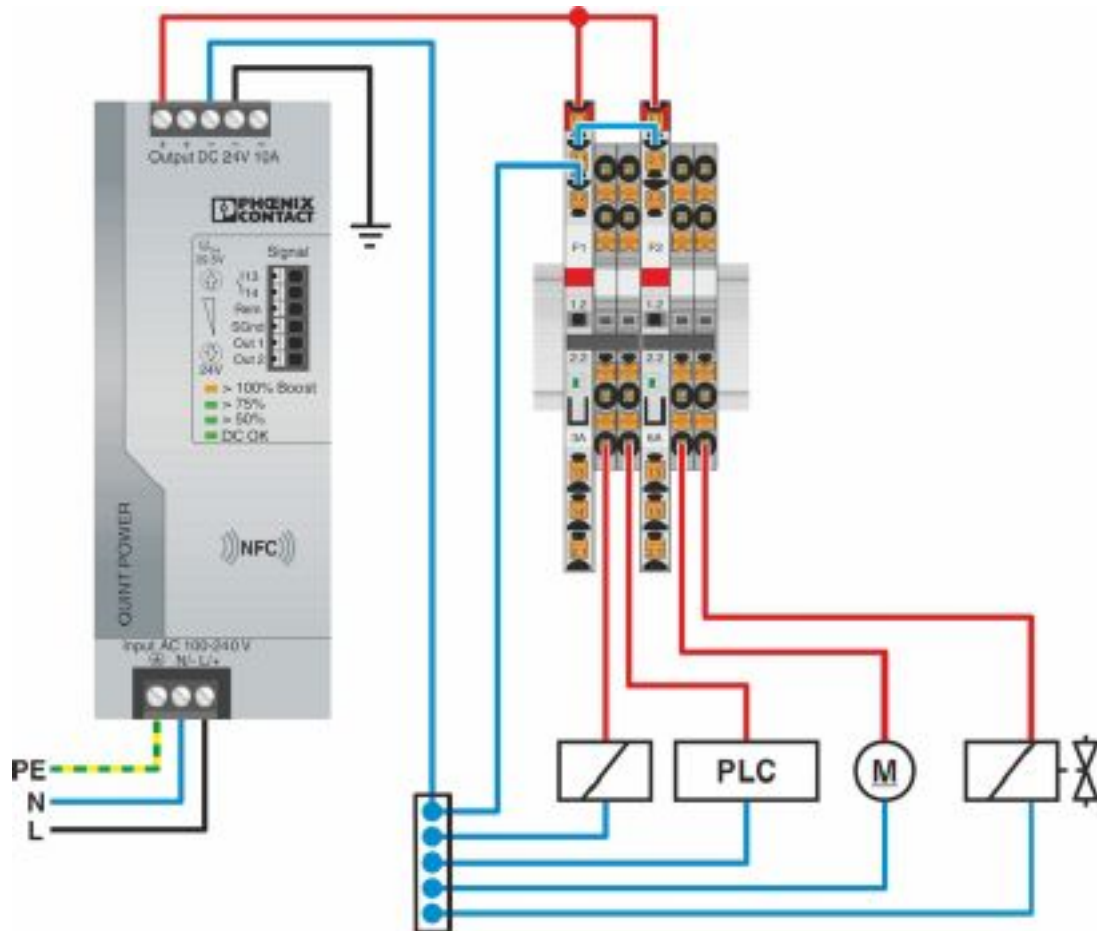 + + − − −
Output DC 24V 10A
PHŒNIX
CONTACT
Signal
13
14
Rem
SGnd
Out 1
Out 2
24V
> 100% Boost
> 75%
> 50%
DC OK
QUINT POWER
NFC
Input AC 100-240 V
N/- L/+
PE
N
L
F1
F2
1.2
1.2
2.2
2.2
3A
6A
PLC
M